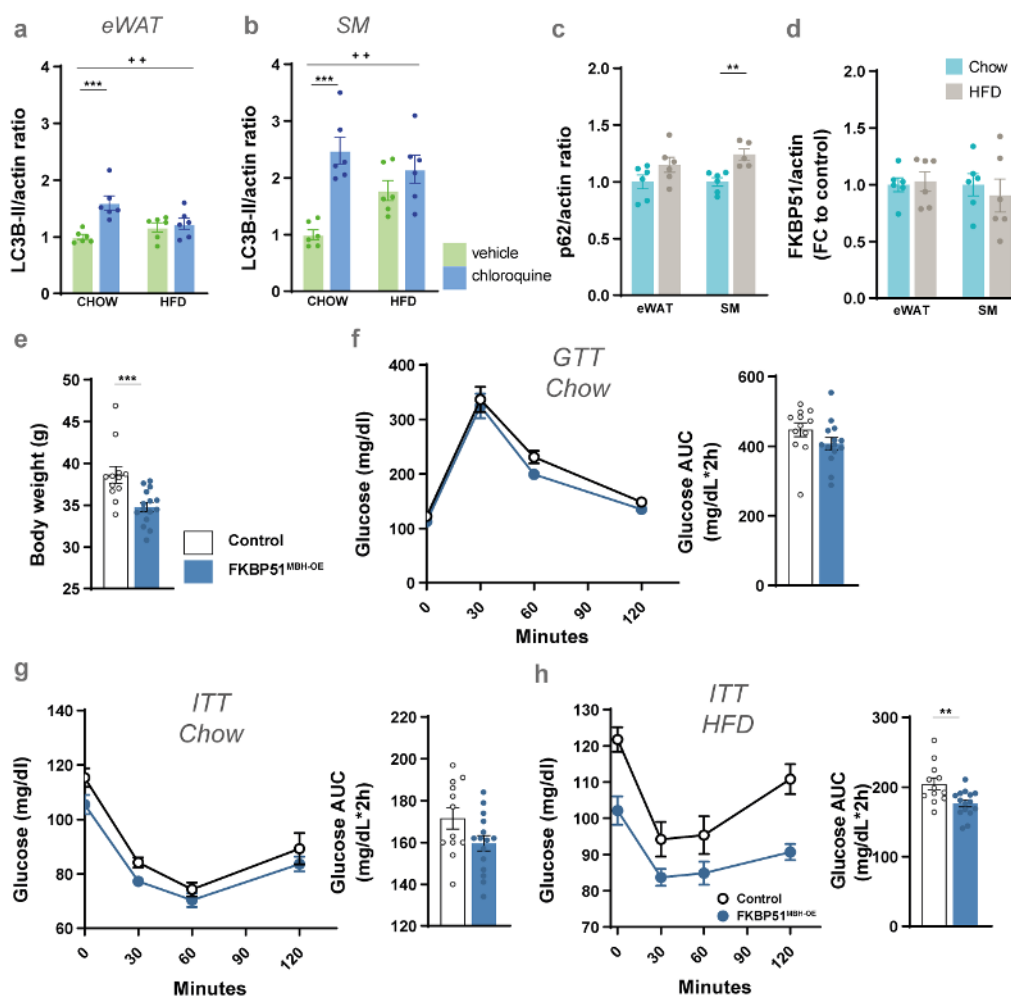 a
eWAT
LC3B-II/actin ratio
4
3
2
1
++
***
CHOW
HFD
b
SM
LC3B-II/actin ratio
4
3
2
1
0
++
***
CHOW
HFD
vehicle
chloroquine
c
p62/actin ratio
2.0
1.5
1.0
0.5
0.0
**
eWAT
SM
d
FKBP51/actin
(FC to control)
2.0
1.5
1.0
0.5
0.0
Chow
HFD
eWAT
SM
e
Body weight (g)
50
45
40
35
30
25
***
Control
FKBP51MBH-OE
f
GTT
Chow
Glucose (mg/dl)
400
300
200
100
0
0
30
60
90
120
Minutes
Glucose AUC
(mg/dL*2h)
600
400
200
0
g
ITT
Chow
Glucose (mg/dl)
140
120
100
80
60
0
30
60
90
120
Minutes
Glucose AUC
(mg/dL*2h)
220
200
180
160
140
120
h
ITT
HFD
Glucose (mg/dl)
130
120
110
100
90
80
70
0
30
60
90
120
Minutes
Control
FKBP51MBH-OE
Glucose AUC
(mg/dL*2h)
300
200
100
0
**